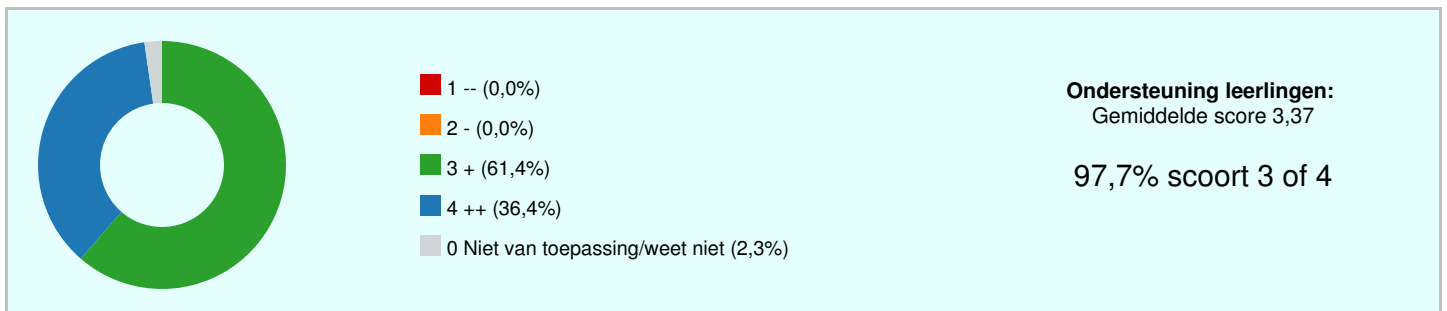 1 -- (0,0%)
2 - (0,0%)
3 + (61,4%)
4 ++ (36,4%)
0 Niet van toepassing/weet niet (2,3%)
Ondersteuning leerlingen:
Gemiddelde score 3,37
97,7% scoort 3 of 4